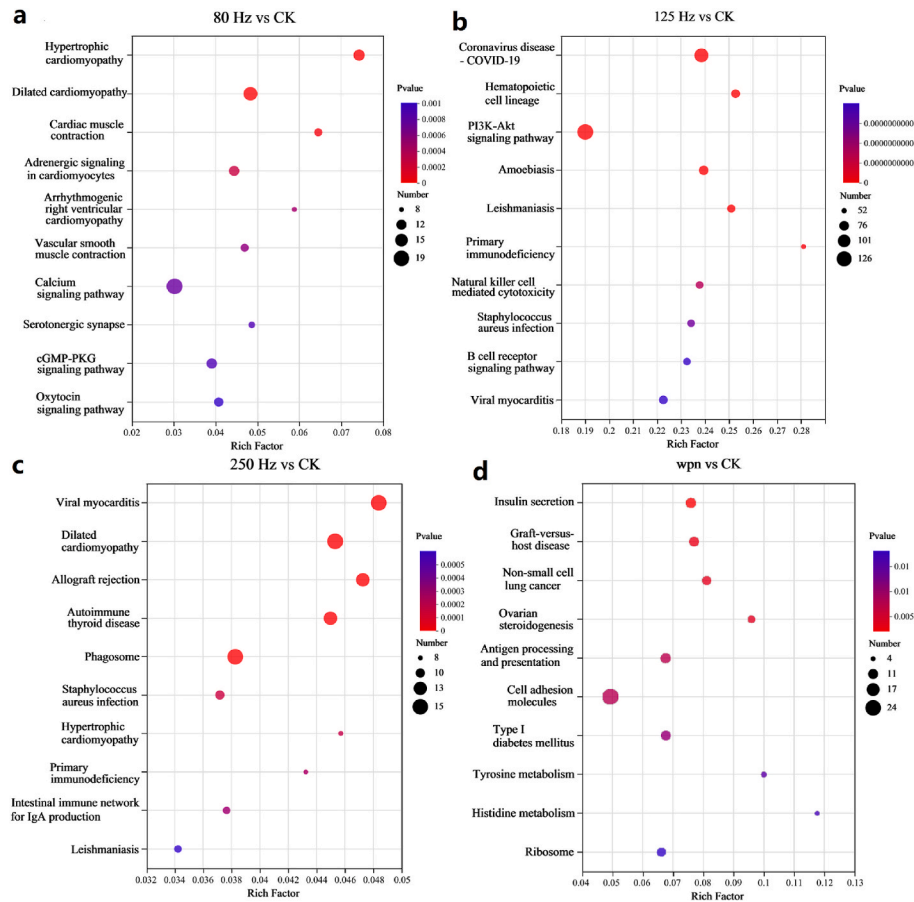 a
80 Hz vs CK
Hypertrophic
cardiomyopathy
Dilated cardiomyopathy
Cardiac muscle
contraction
Adrenergic signaling
in cardiomyocytes
Arrhythmogenic
right ventricular
cardiomyopathy
Vascular smooth
muscle contraction
Calcium
signaling pathway
Serotonergic synapse
cGMP-PKG
signaling pathway
Oxytocin
signaling pathway
0.02 0.03 0.04 0.05 0.06 0.07 0.08
Rich Factor
Pvalue
0.001
0.0008
0.0006
0.0004
0.0002
0
Number
8
12
15
19
b
125 Hz vs CK
Coronavirus disease
- COVID-19
Hematopoietic
cell lineage
PI3K-Akt
signaling pathway
Amoebiasis
Leishmaniasis
Primary
immunodeficiency
Natural killer cell
mediated cytotoxicity
Staphylococcus
aureus infection
B cell receptor
signaling pathway
Viral myocarditis
0.18 0.19 0.2 0.21 0.22 0.23 0.24 0.25 0.26 0.27 0.28
Rich Factor
Pvalue
0.0000000000
0.0000000000
0.0000000000
Number
52
76
101
126
c
250 Hz vs CK
Viral myocarditis
Dilated
cardiomyopathy
Allograft rejection
Autoimmune
thyroid disease
Phagosome
Staphylococcus
aureus infection
Hypertrophic
cardiomyopathy
Primary
immunodeficiency
Intestinal immune network
for IgA production
Leishmaniasis
0.032 0.034 0.036 0.038 0.04 0.042 0.044 0.046 0.048 0.05
Rich Factor
Pvalue
0.0005
0.0004
0.0003
0.0002
0.0001
0
Number
8
10
13
15
d
wpn vs CK
Insulin secretion
Graft-versus-
host disease
Non-small cell
lung cancer
Ovarian
steroidogenesis
Antigen processing
and presentation
Cell adhesion
molecules
Type I
diabetes mellitus
Tyrosine metabolism
Histidine metabolism
Ribosome
0.04 0.05 0.06 0.07 0.08 0.09 0.1 0.11 0.12 0.13
Rich Factor
Pvalue
0.01
0.01
0.005
Number
4
11
17
24